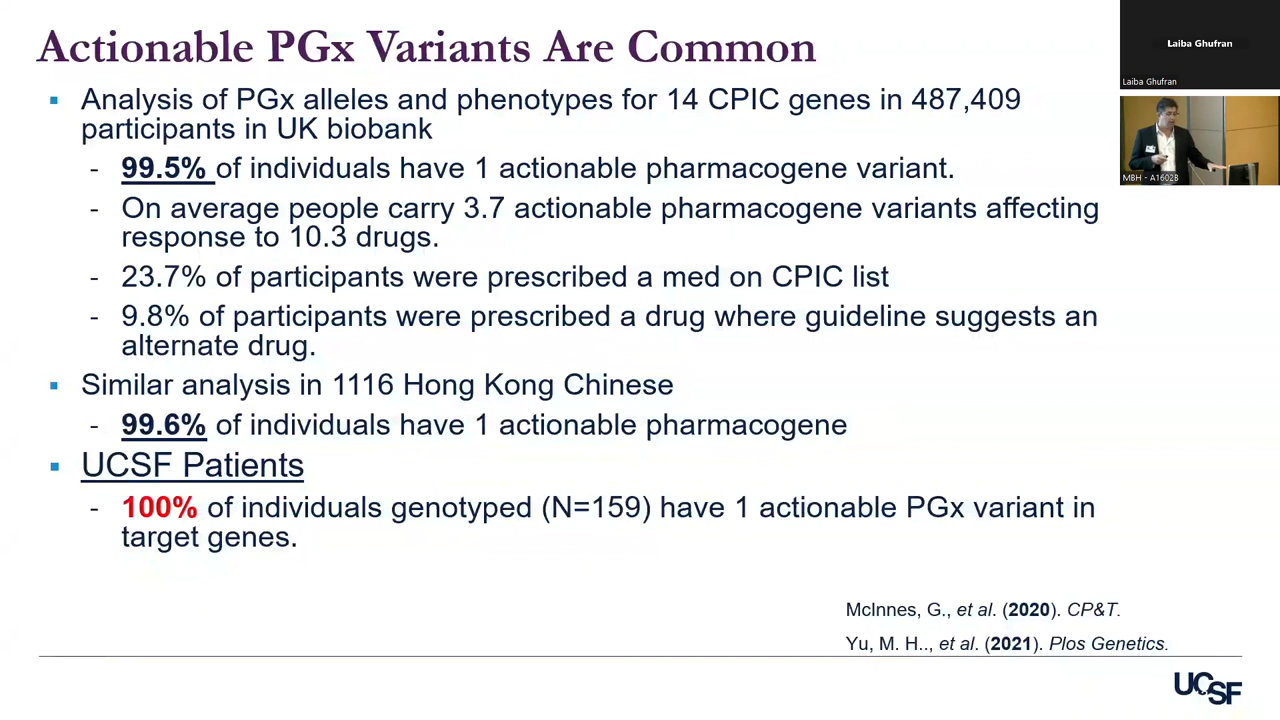 Actionable PGx Variants Are Common
▪ Analysis of PGx alleles and phenotypes for 14 CPIC genes in 487,409
participants in UK biobank
- 99.5% of individuals have 1 actionable pharmacogene variant.
- On average people carry 3.7 actionable pharmacogene variants affecting
response to 10.3 drugs.
- 23.7% of participants were prescribed a med on CPIC list
- 9.8% of participants were prescribed a drug where guideline suggests an
alternate drug.
▪ Similar analysis in 1116 Hong Kong Chinese
- 99.6% of individuals have 1 actionable pharmacogene
▪ UCSF Patients
- 100% of individuals genotyped (N=159) have 1 actionable PGx variant in
target genes.
McInnes, G., et al. (2020). CP&T.
Yu, M. H.., et al. (2021). Plos Genetics.
UCSF
Laiba Ghufran
Laiba Ghufran
MBH - A1602B